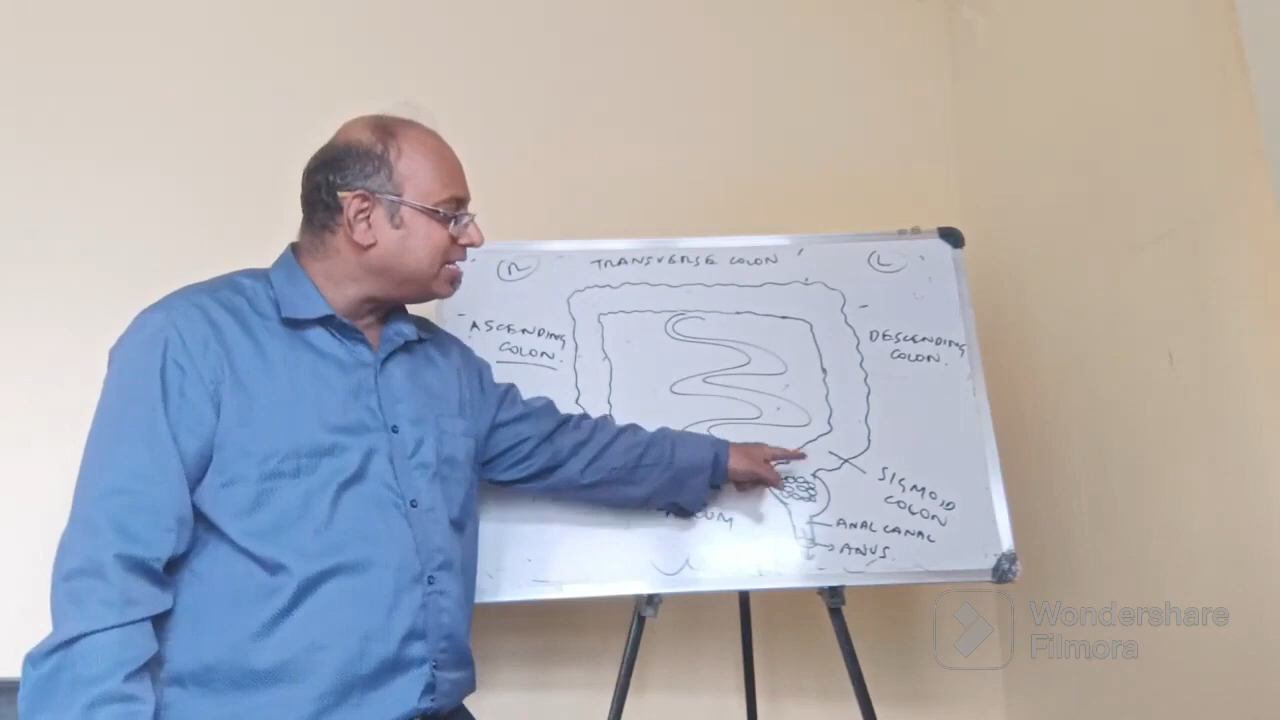 R
TRANSVERSE COLON
L
ASCENDING
COLON.
DESCENDING
COLON.
SIGMOID
COLON
ANAL CANAL
ANUS.
Wondershare
Filmora